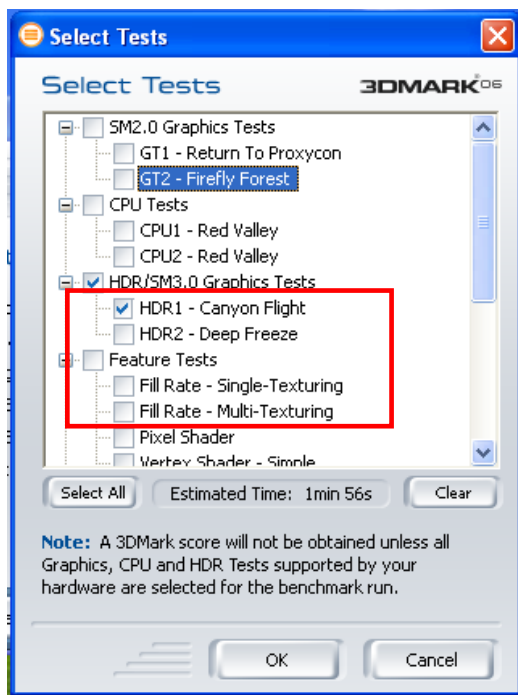 Select Tests
Select Tests 3DMARK06
SM2.0 Graphics Tests
GT1 - Return To Proxycon
GT2 - Firefly Forest
CPU Tests
CPU1 - Red Valley
CPU2 - Red Valley
HDR/SM3.0 Graphics Tests
HDR1 - Canyon Flight
HDR2 - Deep Freeze
Feature Tests
Fill Rate - Single-Texturing
Fill Rate - Multi-Texturing
Pixel Shader
Vertex Shader - Simple
Select All Estimated Time: 1min 56s Clear
Note: A 3DMark score will not be obtained unless all
Graphics, CPU and HDR Tests supported by your
hardware are selected for the benchmark run.
OK Cancel